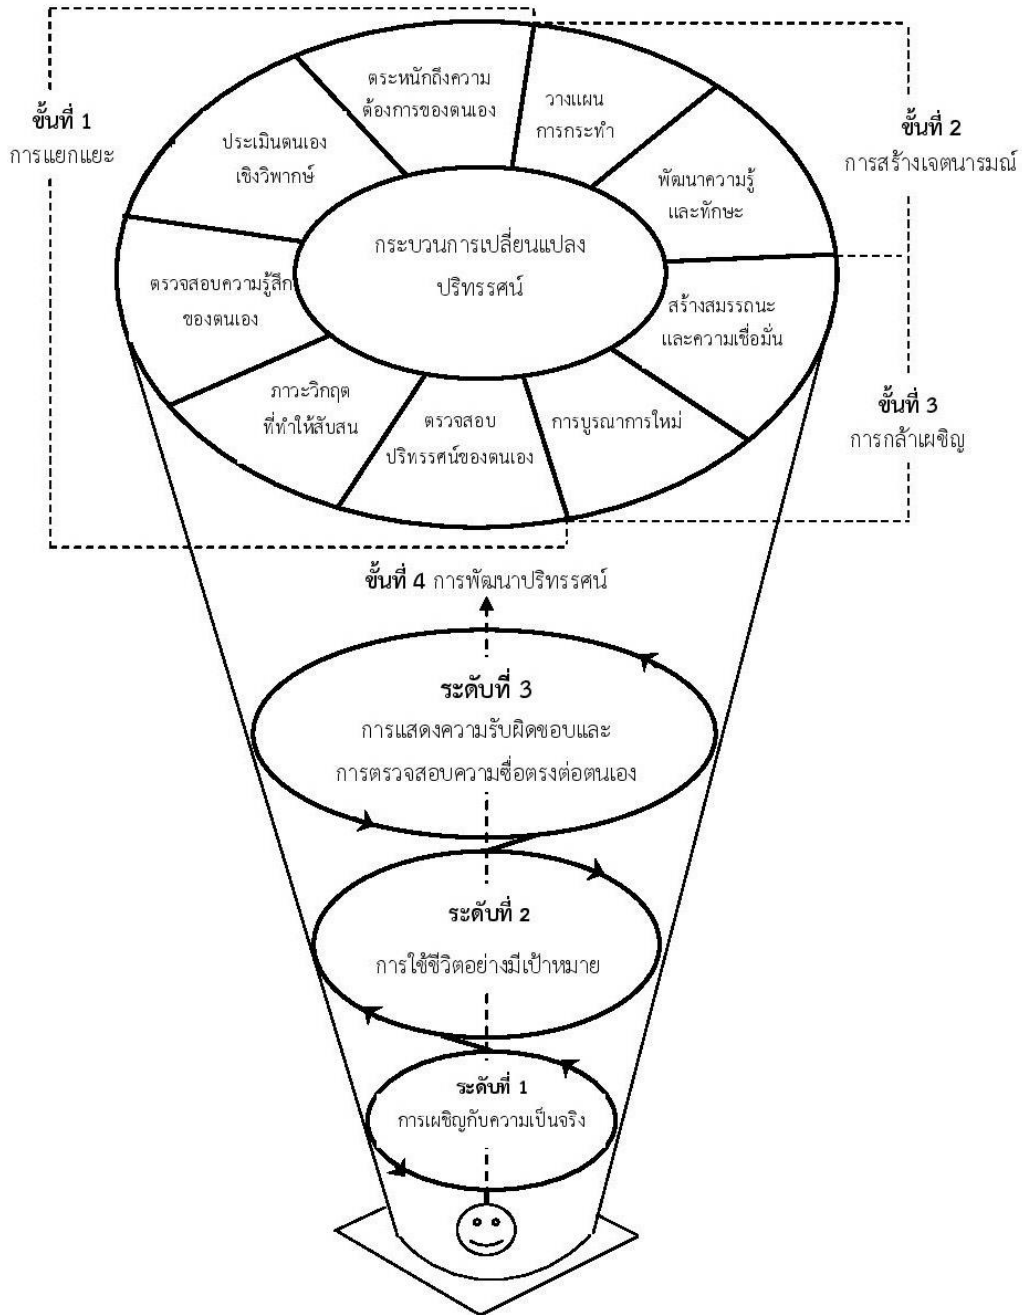 ขั้นที่ 1
การแยกแยะ
ตระหนักถึงความ
ต้องการของตนเอง
วางแผน
การกระทำ
ขั้นที่ 2
การสร้างเจตนารมณ์
ประเมินตนเอง
เชิงวิพากษ์
พัฒนาความรู้
และทักษะ
กระบวนการเปลี่ยนแปลง
ปริทรรศน์
ตรวจสอบความรู้สึก
ของตนเอง
สร้างสมรรถนะ
และความเชื่อมั่น
ภาวะวิกฤต
ที่ทำให้สับสน
ตรวจสอบ
ปริทรรศน์ของตนเอง
การบูรณาการใหม่
ขั้นที่ 3
การกล้าเผชิญ
ขั้นที่ 4 การพัฒนาปริทรรศน์
ระดับที่ 3
การแสดงความรับผิดชอบและ
การตรวจสอบความซื่อตรงต่อตนเอง
ระดับที่ 2
การใช้ชีวิตอย่างมีเป้าหมาย
ระดับที่ 1
การเผชิญกับความเป็นจริง